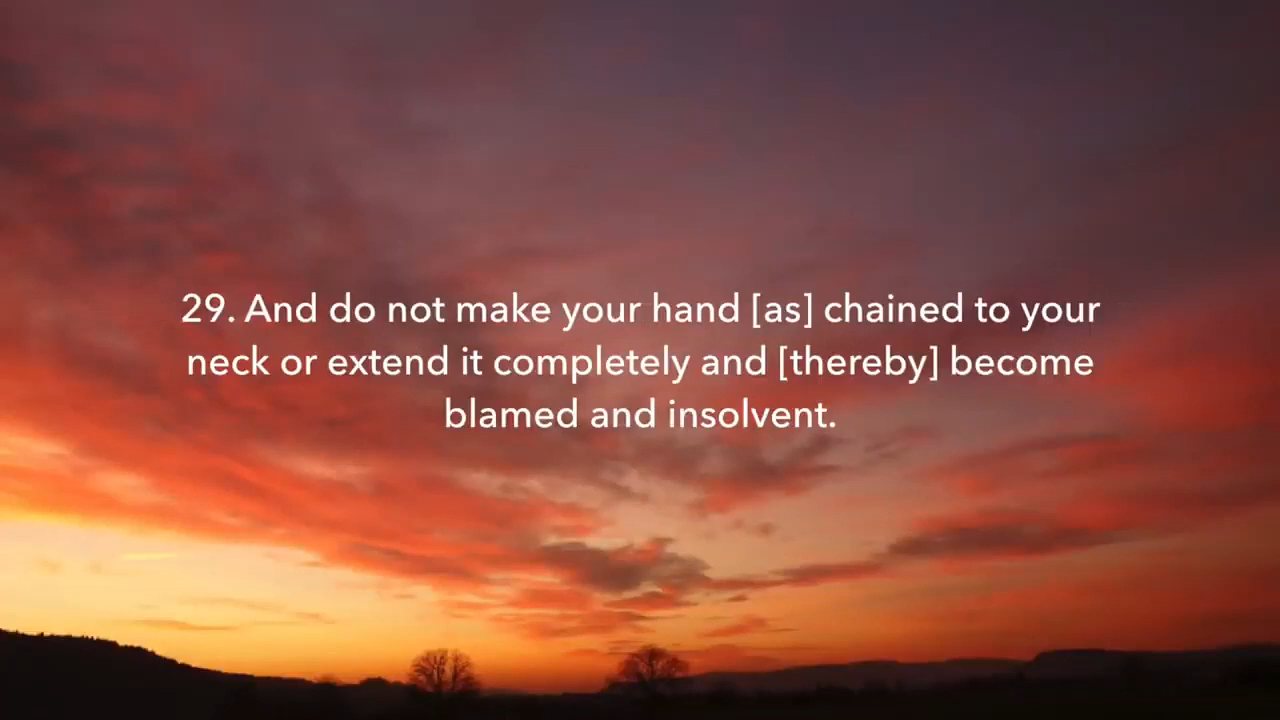 29. And do not make your hand [as] chained to your
neck or extend it completely and [thereby] become
blamed and insolvent.